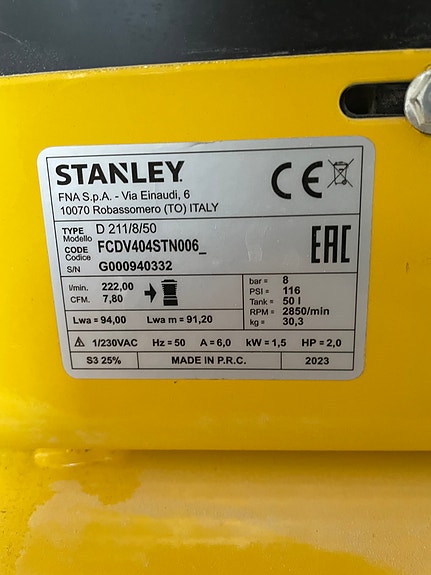 STANLEY.
FNA S.p.A. - Via Einaudi, 6
10070 Robassomero (TO) ITALY
CE
EAC
TYPE D 211/8/50
Modello
CODE FCDV404STN006_
Codice
S/N G000940332
l/min. 222,00
CFM. 7,80
bar = 8
PSI = 116
Tank = 50 l
RPM = 2850/min
kg = 30,3
Lwa = 94,00 Lwa m = 91,20
1/230VAC Hz = 50 A = 6,0 kW = 1,5 HP = 2,0
S3 25% MADE IN P.R.C. 2023